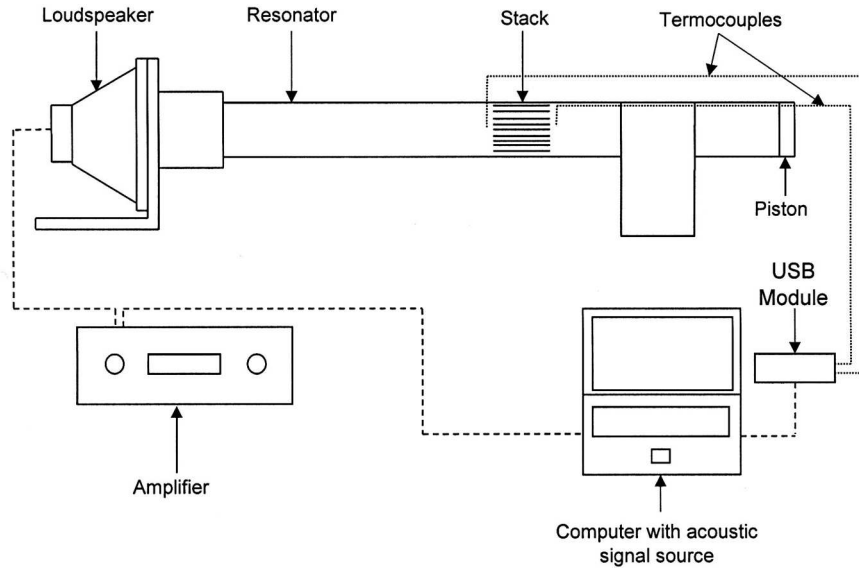 Loudspeaker
Resonator
Stack
Termocouples
Piston
USB
Module
Amplifier
Computer with acoustic
signal source